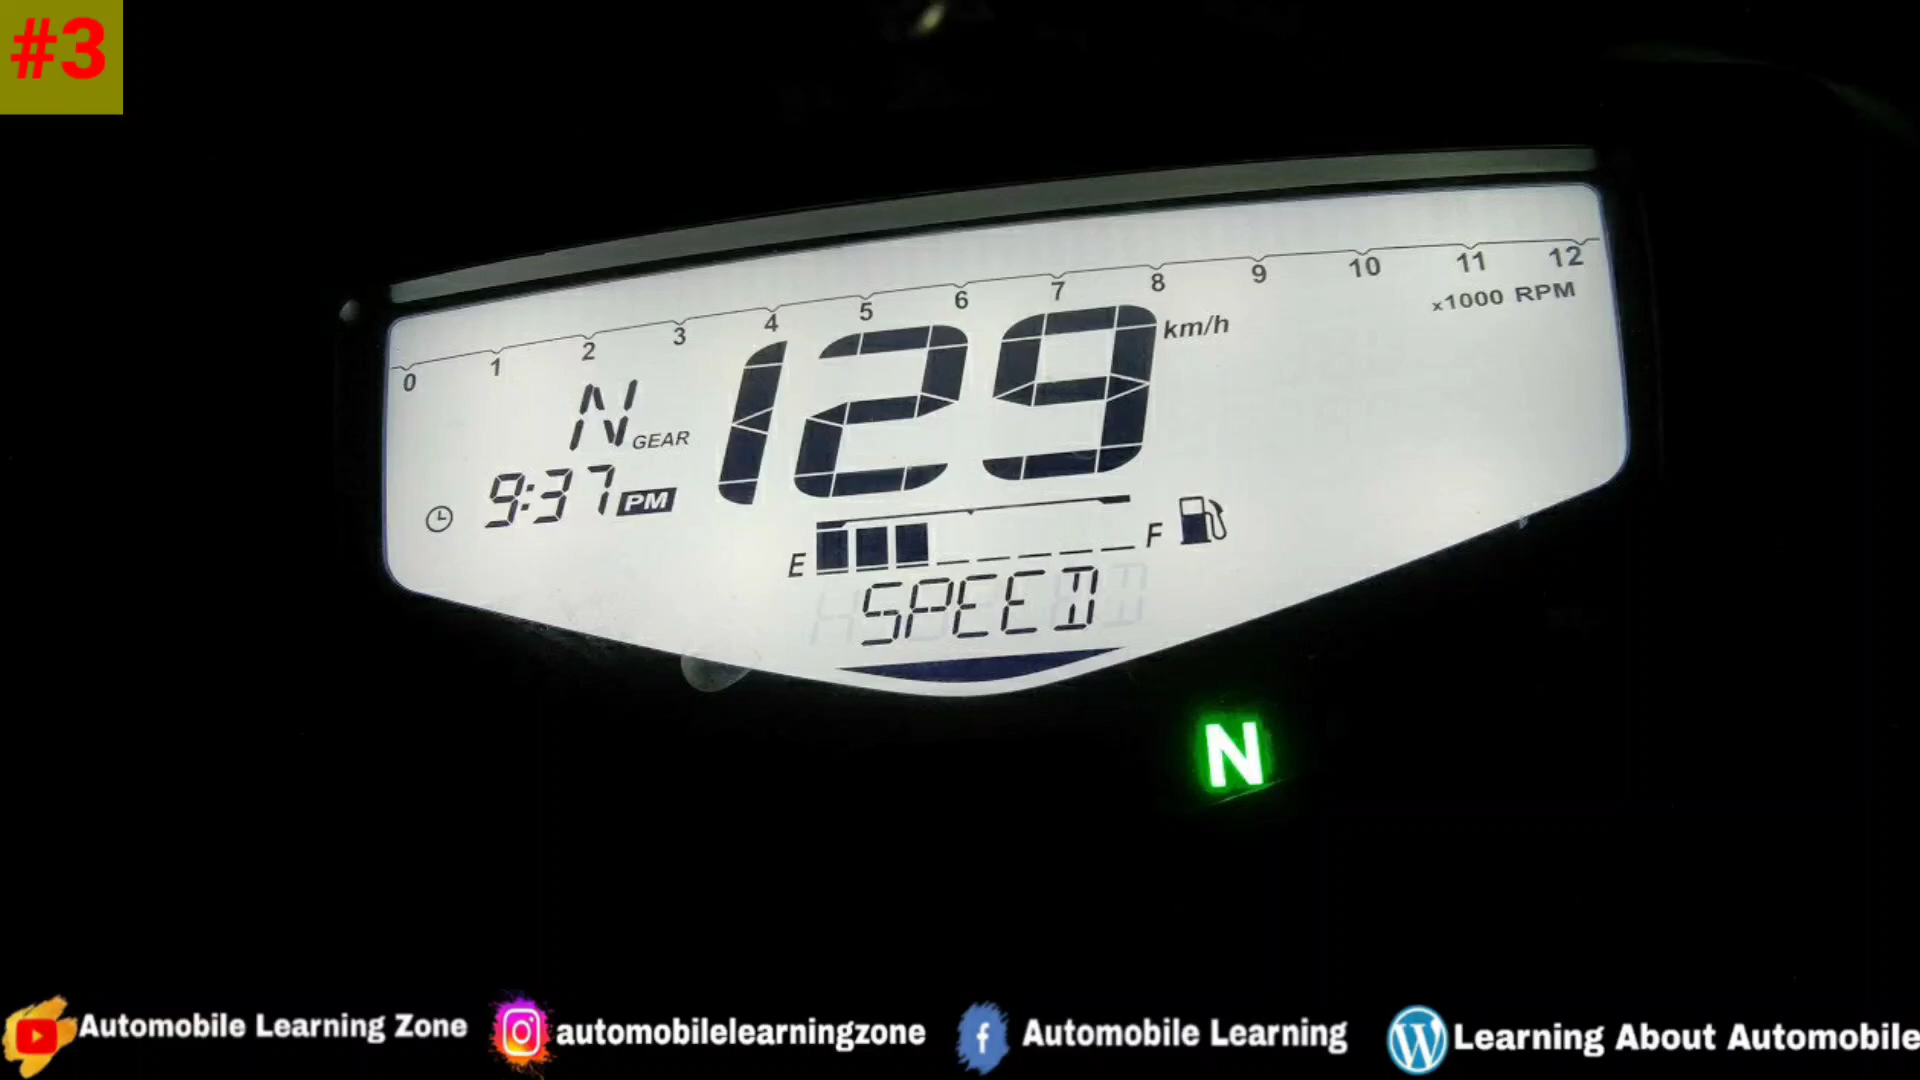 #3
0 1 2 3 4 5 6 7 8 9 10 11 12
x1000 RPM
N GEAR
129 km/h
9:37 PM
E F
SPEED
N
Automobile Learning Zone
automobilelearningzone
Automobile Learning
Learning About Automobile